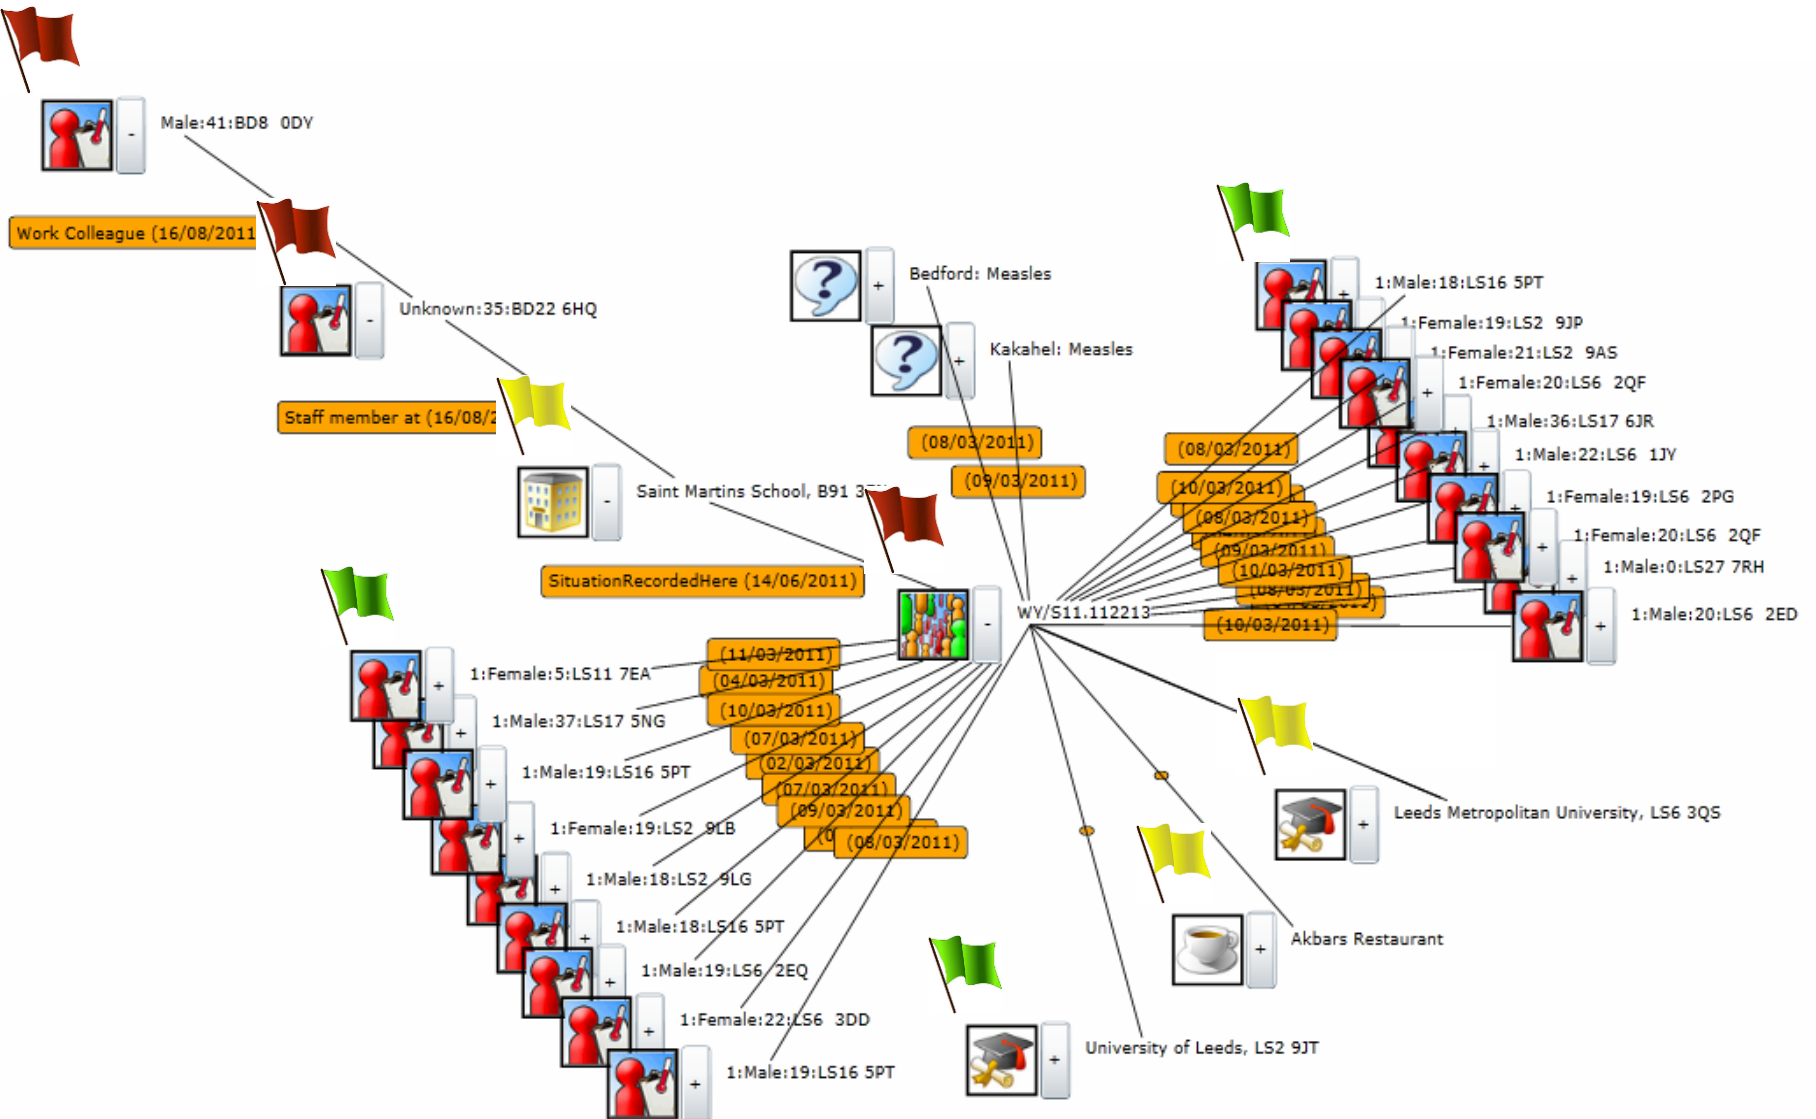 Male:41:BD8 0DY
Work Colleague (16/08/2011
Unknown:35:BD22 6HQ
Staff member at (16/08/2
Saint Martins School, B91 3
SituationRecordedHere (14/06/2011)
Bedford: Measles
Kakahel: Measles
(08/03/2011)
(09/03/2011)
WY/S11.112213
1:Male:18:LS16 5PT
1:Female:19:LS2 9JP
1:Female:21:LS2 9AS
1:Female:20:LS6 2QF
1:Male:36:LS17 6JR
1:Male:22:LS6 1JY
1:Female:19:LS6 2PG
1:Female:20:LS6 2QF
1:Male:0:LS27 7RH
1:Male:20:LS6 2ED
(08/03/2011)
(10/03/2011)
(08/03/2011)
(09/03/2011)
(10/03/2011)
(08/03/2011)
(10/03/2011)
(11/03/2011)
(04/03/2011)
(10/03/2011)
(07/03/2011)
(02/03/2011)
(07/03/2011)
(09/03/2011)
(0
(08/03/2011)
1:Female:5:LS11 7EA
1:Male:37:LS17 5NG
1:Male:19:LS16 5PT
1:Female:19:LS2 9LB
1:Male:18:LS2 9LG
1:Male:18:LS16 5PT
1:Male:19:LS6 2EQ
1:Female:22:LS6 3DD
1:Male:19:LS16 5PT
Leeds Metropolitan University, LS6 3QS
Akbars Restaurant
University of Leeds, LS2 9JT